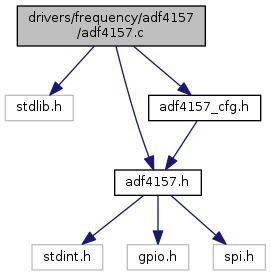 drivers/frequency/adf4157
/adf4157.c
stdlib.h
adf4157_cfg.h
adf4157.h
stdint.h
gpio.h
spi.h